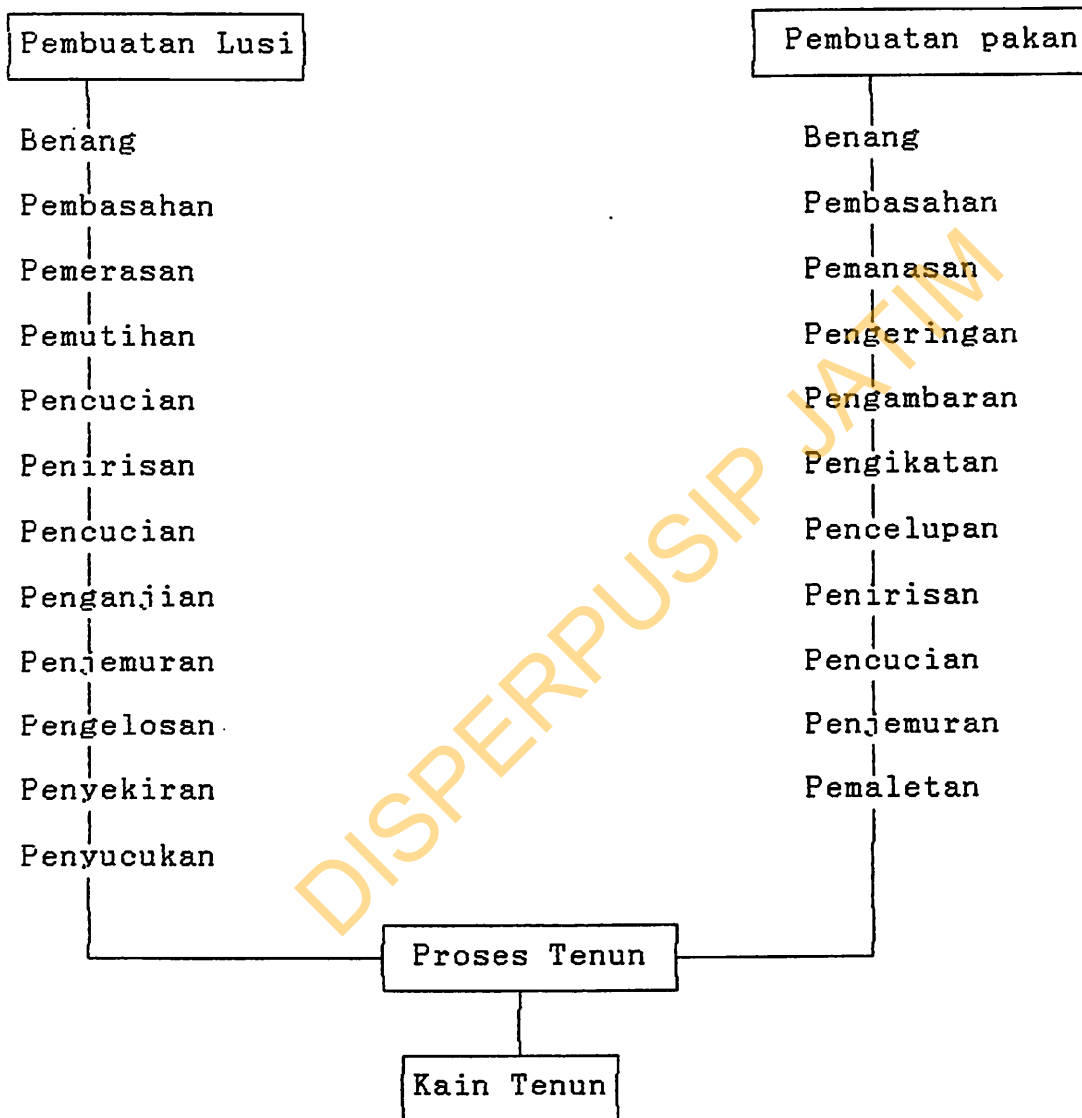 Pembuatan Lusi
Benang
Pembasahan
Pemerasan
Pemutihan
Pencucian
Penirisan
Pencucian
Penganjian
Penjemuran
Pengelosan
Penyekiran
Penyucukan
Pembuatan pakan
Benang
Pembasahan
Pemanasan
Pengeringan
Pengambaran
Pengikatan
Pencelupan
Penirisan
Pencucian
Penjemuran
Pemaletan
Proses Tenun
Kain Tenun
DISPERPUSIP JATIM